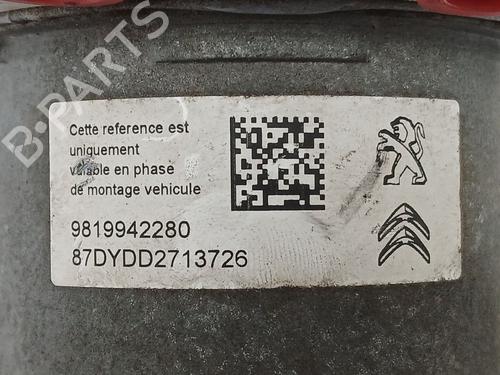 B-PARTS
Cette reference est
uniquement
valable en phase
de montage vehicule
9819942280
87DYDD2713726